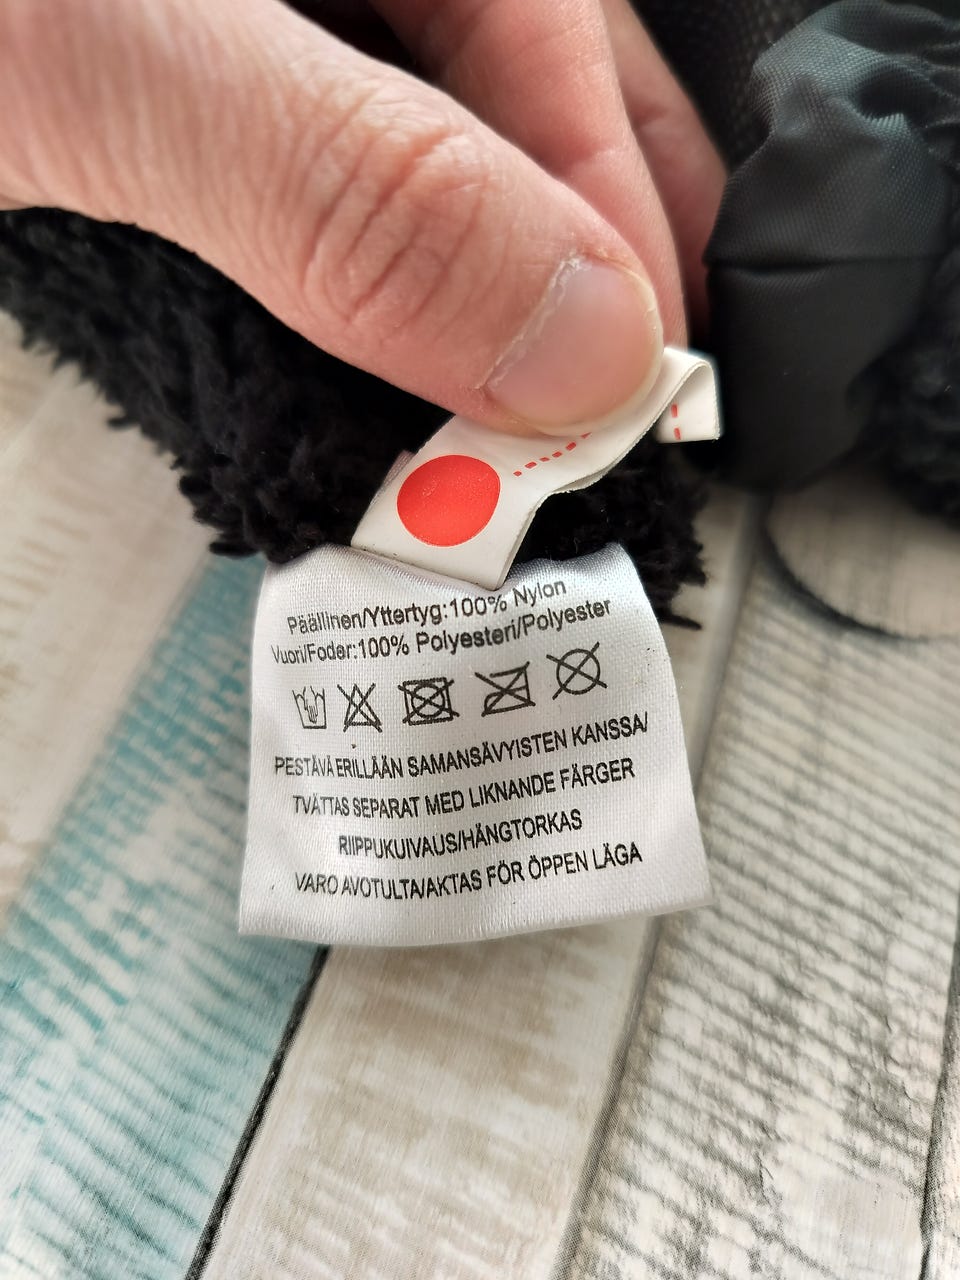 Päällinen/Yttertyg:100% Nylon
Vuori/Foder:100% Polyesteri/Polyester
PESTÄVÄ ERILLÄÄN SAMANSÄVYISTEN KANSSA/
TVÄTTAS SEPARAT MED LIKNANDE FÄRGER
RIIPPUKUIVAUS/HÄNGTORKAS
VARO AVOTULTA/AKTAS FÖR ÖPPEN LÄGA